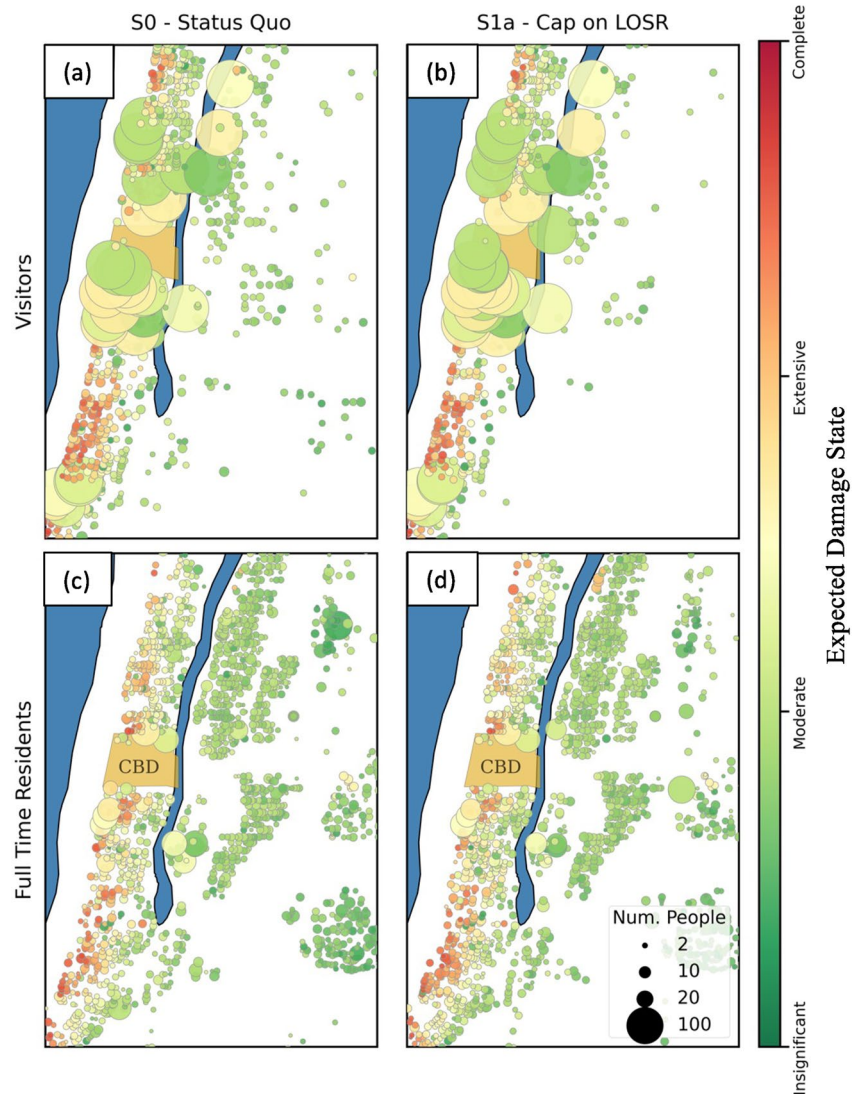 S0 - Status Quo
S1a - Cap on LOSR
(a)
(b)
Visitors
(c)
(d)
Full Time Residents
CBD
CBD
Num. People
2
10
20
100
Complete
Extensive
Moderate
Insignificant
Expected Damage State